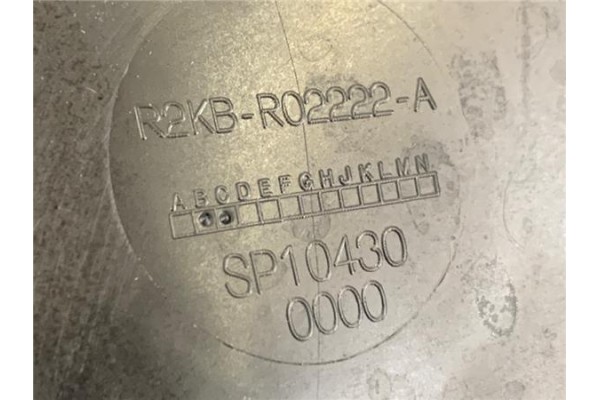 R2KB-R02222-A
ABCDEFGHJKLMN
SP10430
0000